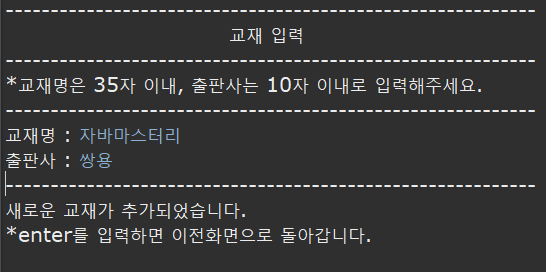 ------------------------------------------------
교재 입력
------------------------------------------------
*교재명은 35자 이내, 출판사는 10자 이내로 입력해주세요.
------------------------------------------------
교재명 : 자바마스터리
출판사 : 쌍용
------------------------------------------------
새로운 교재가 추가되었습니다.
*enter를 입력하면 이전화면으로 돌아갑니다.